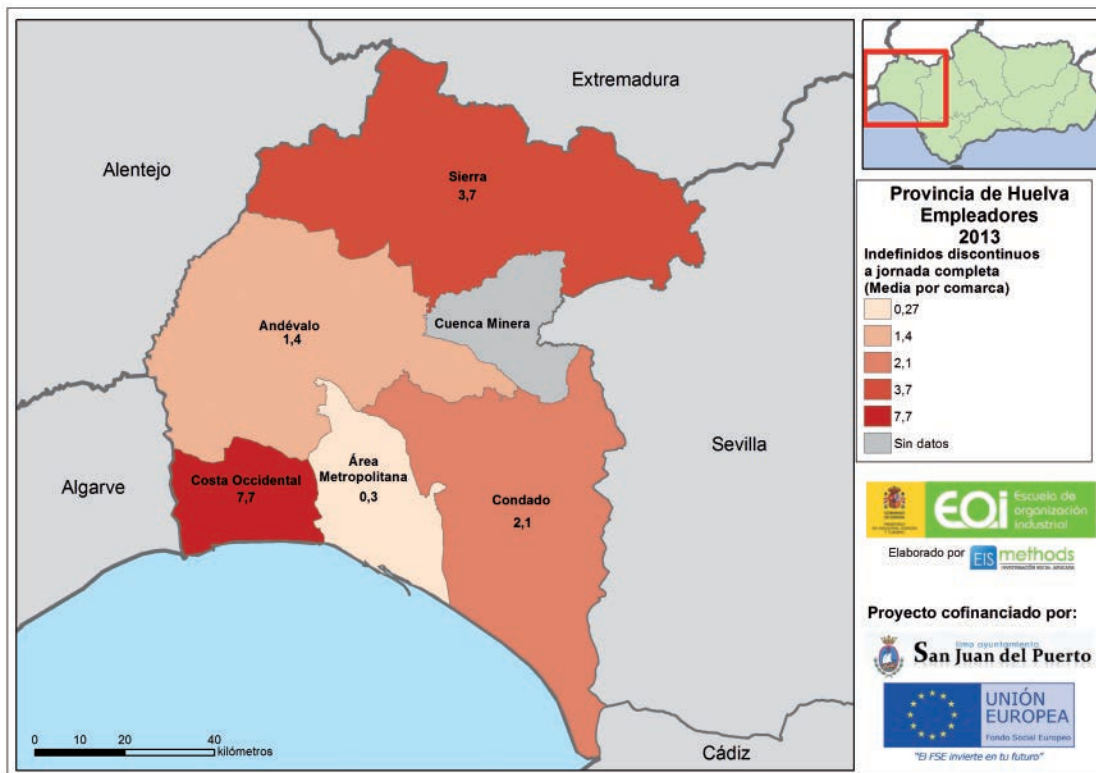 Extremadura
Alentejo
Sierra
3,7
Andévalo
1,4
Cuenca Minera
Sevilla
Algarve
Costa Occidental
7,7
Área
Metropolitana
0,3
Condado
2,1
Cádiz
0 10 20 40
kilómetros
Provincia de Huelva
Empleadores
2013
Indefinidos discontinuos
a jornada completa
(Media por comarca)
0,27
1,4
2,1
3,7
7,7
Sin datos
EOi
Escuela de
organización
industrial
Elaborado por
EIS methods
Proyecto cofinanciado por:
ilmo ayuntamiento
San Juan del Puerto
UNIÓN
EUROPEA
Fondo Social Europeo
"El FSE invierte en tu futuro"